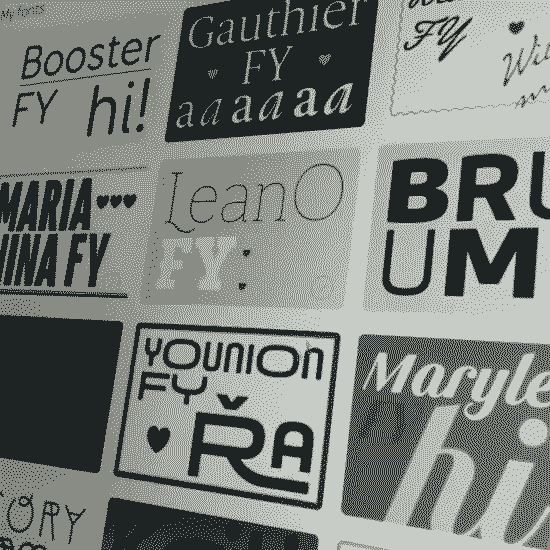 My fonts
Booster
FY hi!
Gauthier
FY
aaaaaa
FY
MARIA
FY
LeanO
FY
BRU
UM
YOUNION
FY
ŘA
Maryle
hi
ORY